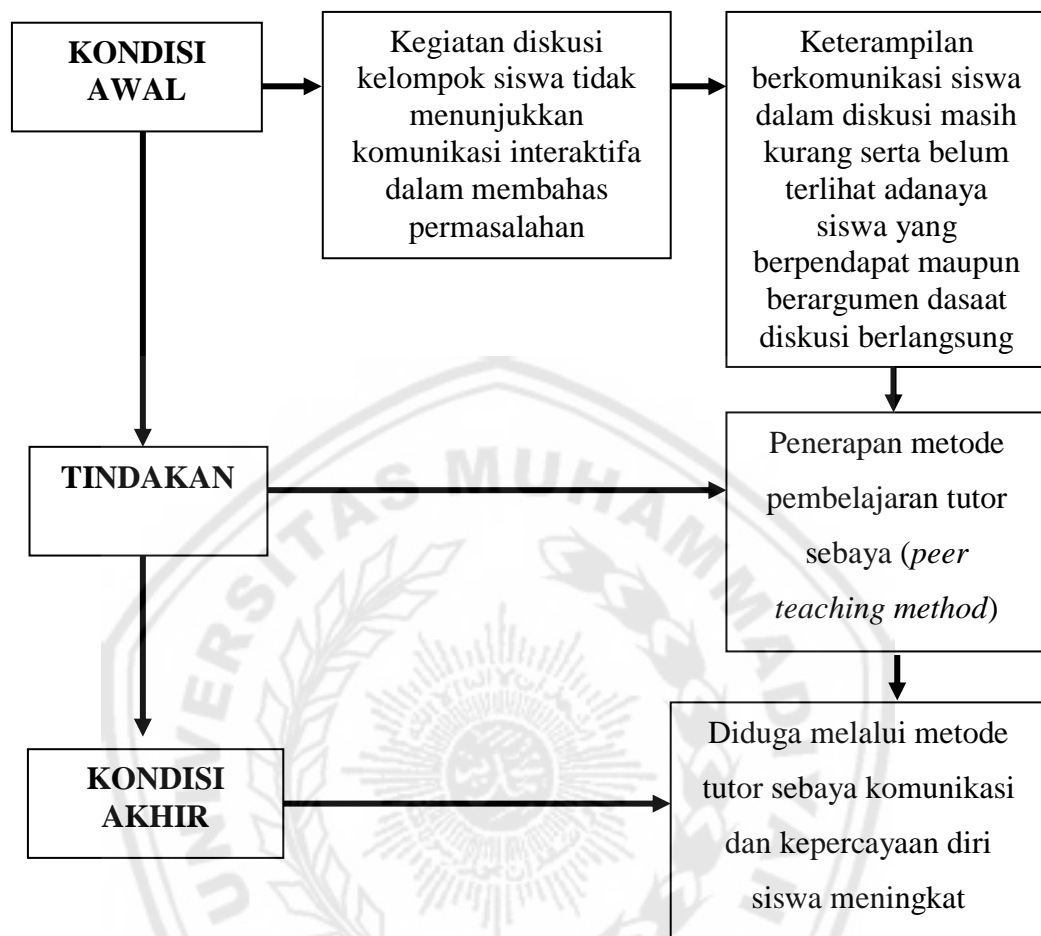 KONDISI
AWAL
Kegiatan diskusi
kelompok siswa tidak
menunjukkan
komunikasi interaktifa
dalam membahas
permasalahan
Keterampilan
berkomunikasi siswa
dalam diskusi masih
kurang serta belum
terlihat adanaya
siswa yang
berpendapat maupun
berargumen dasaat
diskusi berlangsung
TINDAKAN
Penerapan metode
pembelajaran tutor
sebaya (peer
teaching method)
KONDISI
AKHIR
Diduga melalui metode
tutor sebaya komunikasi
dan kepercayaan diri
siswa meningkat
UNIVERSITAS MUHAMMADIYAH